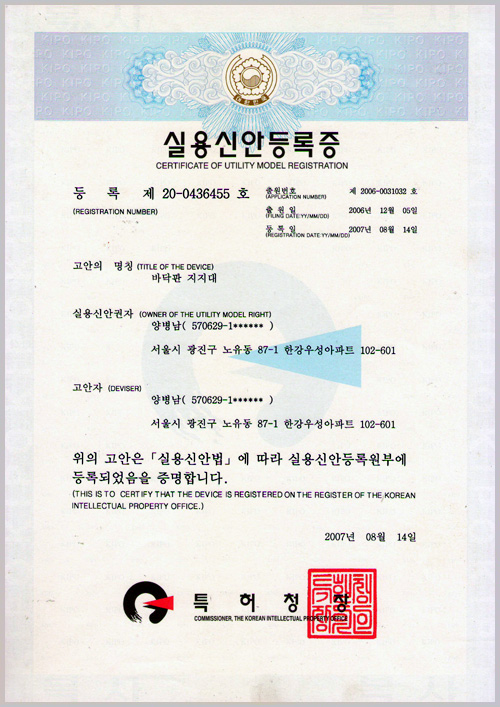 실용신안등록증
CERTIFICATE OF UTILITY MODEL REGISTRATION
등 록 제 20-0436455 호
(REGISTRATION NUMBER)
출원번호 제 2006-0031032 호
(APPLICATION NUMBER)
출 원 일 2006년 12월 05일
(FILING DATE:YY/MM/DD)
등 록 일 2007년 08월 14일
(REGISTRATION DATE:YY/MM/DD)
고안의 명칭 (TITLE OF THE DEVICE)
바닥판 지지대
실용신안권자 (OWNER OF THE UTILITY MODEL RIGHT)
양병남( 570629-1****** )
서울시 광진구 노유동 87-1 한강우성아파트 102-601
고안자 (DEVISER)
양병남( 570629-1****** )
서울시 광진구 노유동 87-1 한강우성아파트 102-601
위의 고안은「실용신안법」에 따라 실용신안등록원부에
등록되었음을 증명합니다.
(THIS IS TO CERTIFY THAT THE DEVICE IS REGISTERED ON THE REGISTER OF THE KOREAN
INTELLECTUAL PROPERTY OFFICE.)
2007년 08월 14일
특 허 청 장
COMMISSIONER, THE KOREAN INTELLECTUAL PROPERTY OFFICE